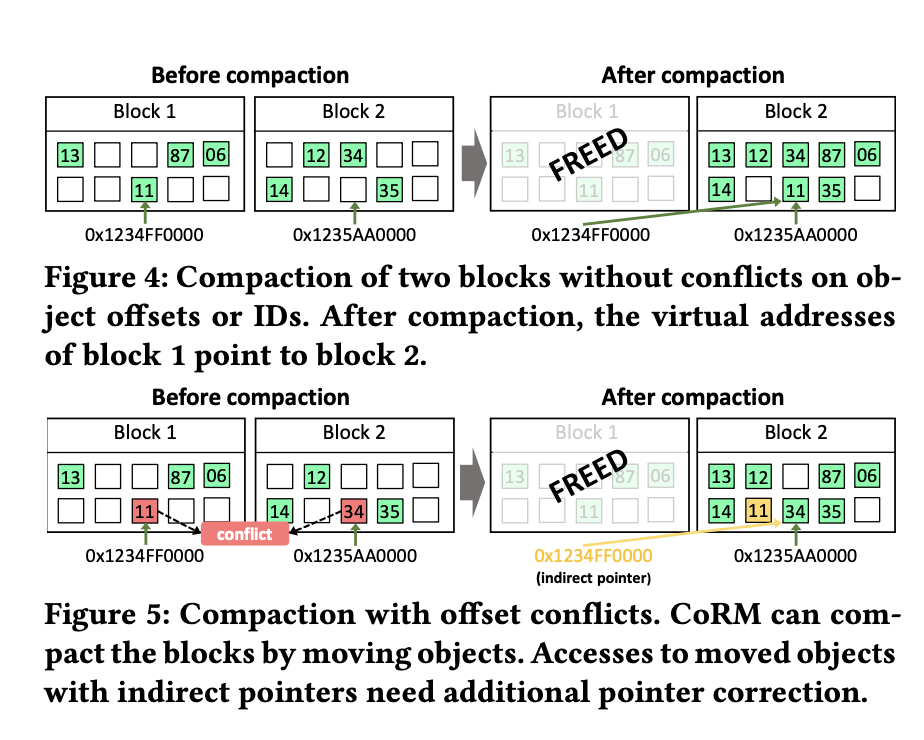 Before compaction
After compaction
Block 1
Block 2
Block 1
Block 2
13 87 06
12 34
13 87 06
13 12 34 87 06
FREED
11
14 35
11
14 11 35
0x1234FF0000
0x1235AA0000
0x1234FF0000
0x1235AA0000
Figure 4: Compaction of two blocks without conflicts on ob-
ject offsets or IDs. After compaction, the virtual addresses
of block 1 point to block 2.
Before compaction
After compaction
Block 1
Block 2
Block 1
Block 2
13 87 06
12
13 87 06
13 12 87 06
FREED
11
14 34 35
11
14 11 34 35
conflict
0x1234FF0000
0x1235AA0000
0x1234FF0000
0x1235AA0000
(indirect pointer)
Figure 5: Compaction with offset conflicts. CoRM can com-
pact the blocks by moving objects. Accesses to moved objects
with indirect pointers need additional pointer correction.